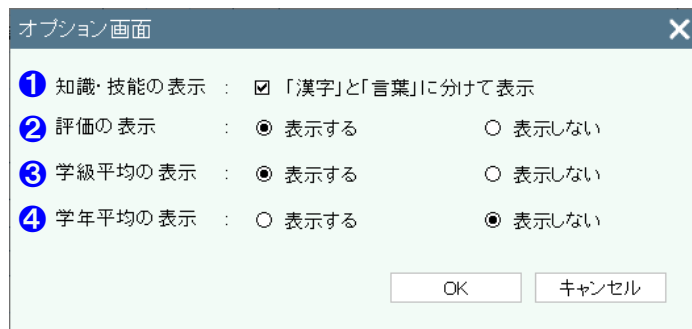 オプション画面
❶ 知識・技能の表示 : ☑ 「漢字」と「言葉」に分けて表示
❷ 評価の表示 : ◉ 表示する ○ 表示しない
❸ 学級平均の表示 : ◉ 表示する ○ 表示しない
❹ 学年平均の表示 : ○ 表示する ◉ 表示しない
OK キャンセル